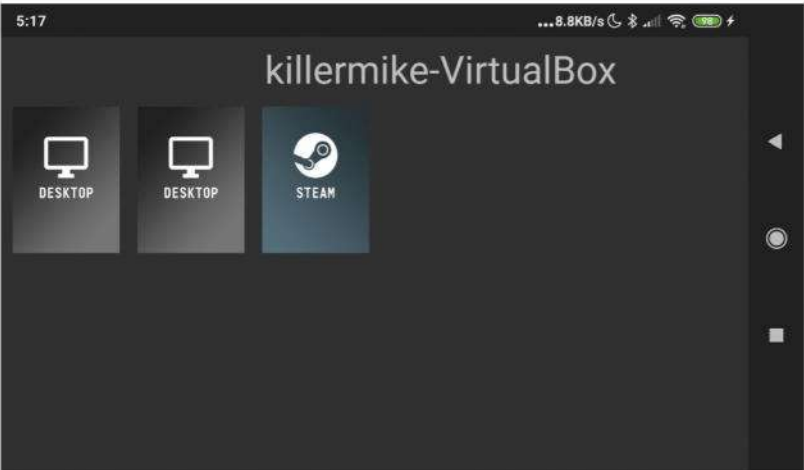 5:17
...8.8KB/s 98
killermike-VirtualBox
DESKTOP DESKTOP STEAM